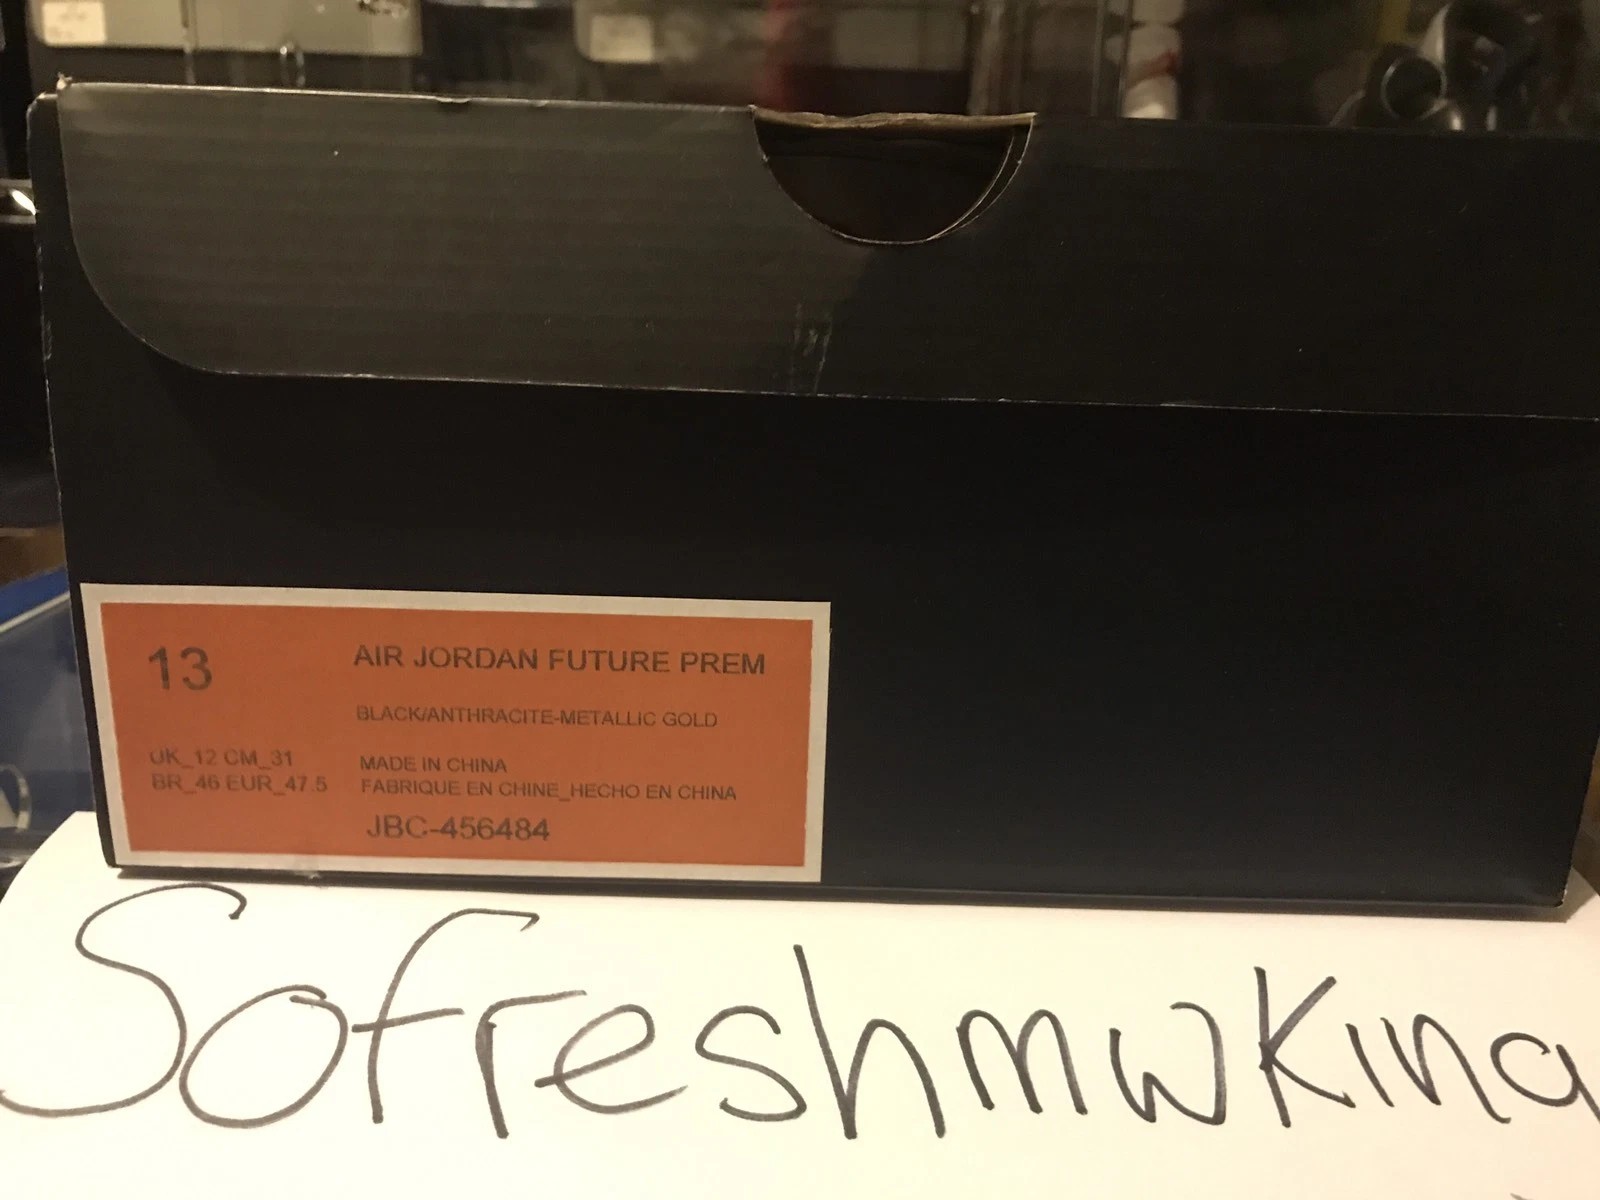 13
AIR JORDAN FUTURE PREM
BLACK/ANTHRACITE-METALLIC GOLD
UK_12 CM_31
BR_46 EUR_47.5
MADE IN CHINA
FABRIQUE EN CHINE_HECHO EN CHINA
JBC-456484
Sofreshmwking